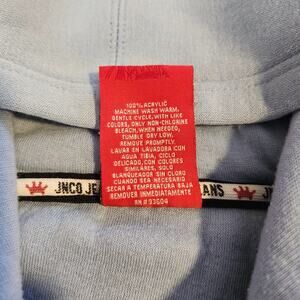 100% ACRYLIC
MACHINE WASH WARM,
GENTLE CYCLE, WITH LIKE
COLORS, ONLY NON-CHLORINE
BLEACH, WHEN NEEDED,
TUMBLE DRY LOW,
REMOVE PROMPTLY.
LAVAR EN LAVADORA CON
AGUA TIBIA, CICLO
DELICADO, CON COLORES
SIMILARES, SOLO
BLANQUEADOR SIN CLORO
CUANDO SEA NECESARIO
SECAR A TEMPERATURA BAJA
REMOVER INMEDIATAMENTE
RN # 93604
JNCO JE
ANS